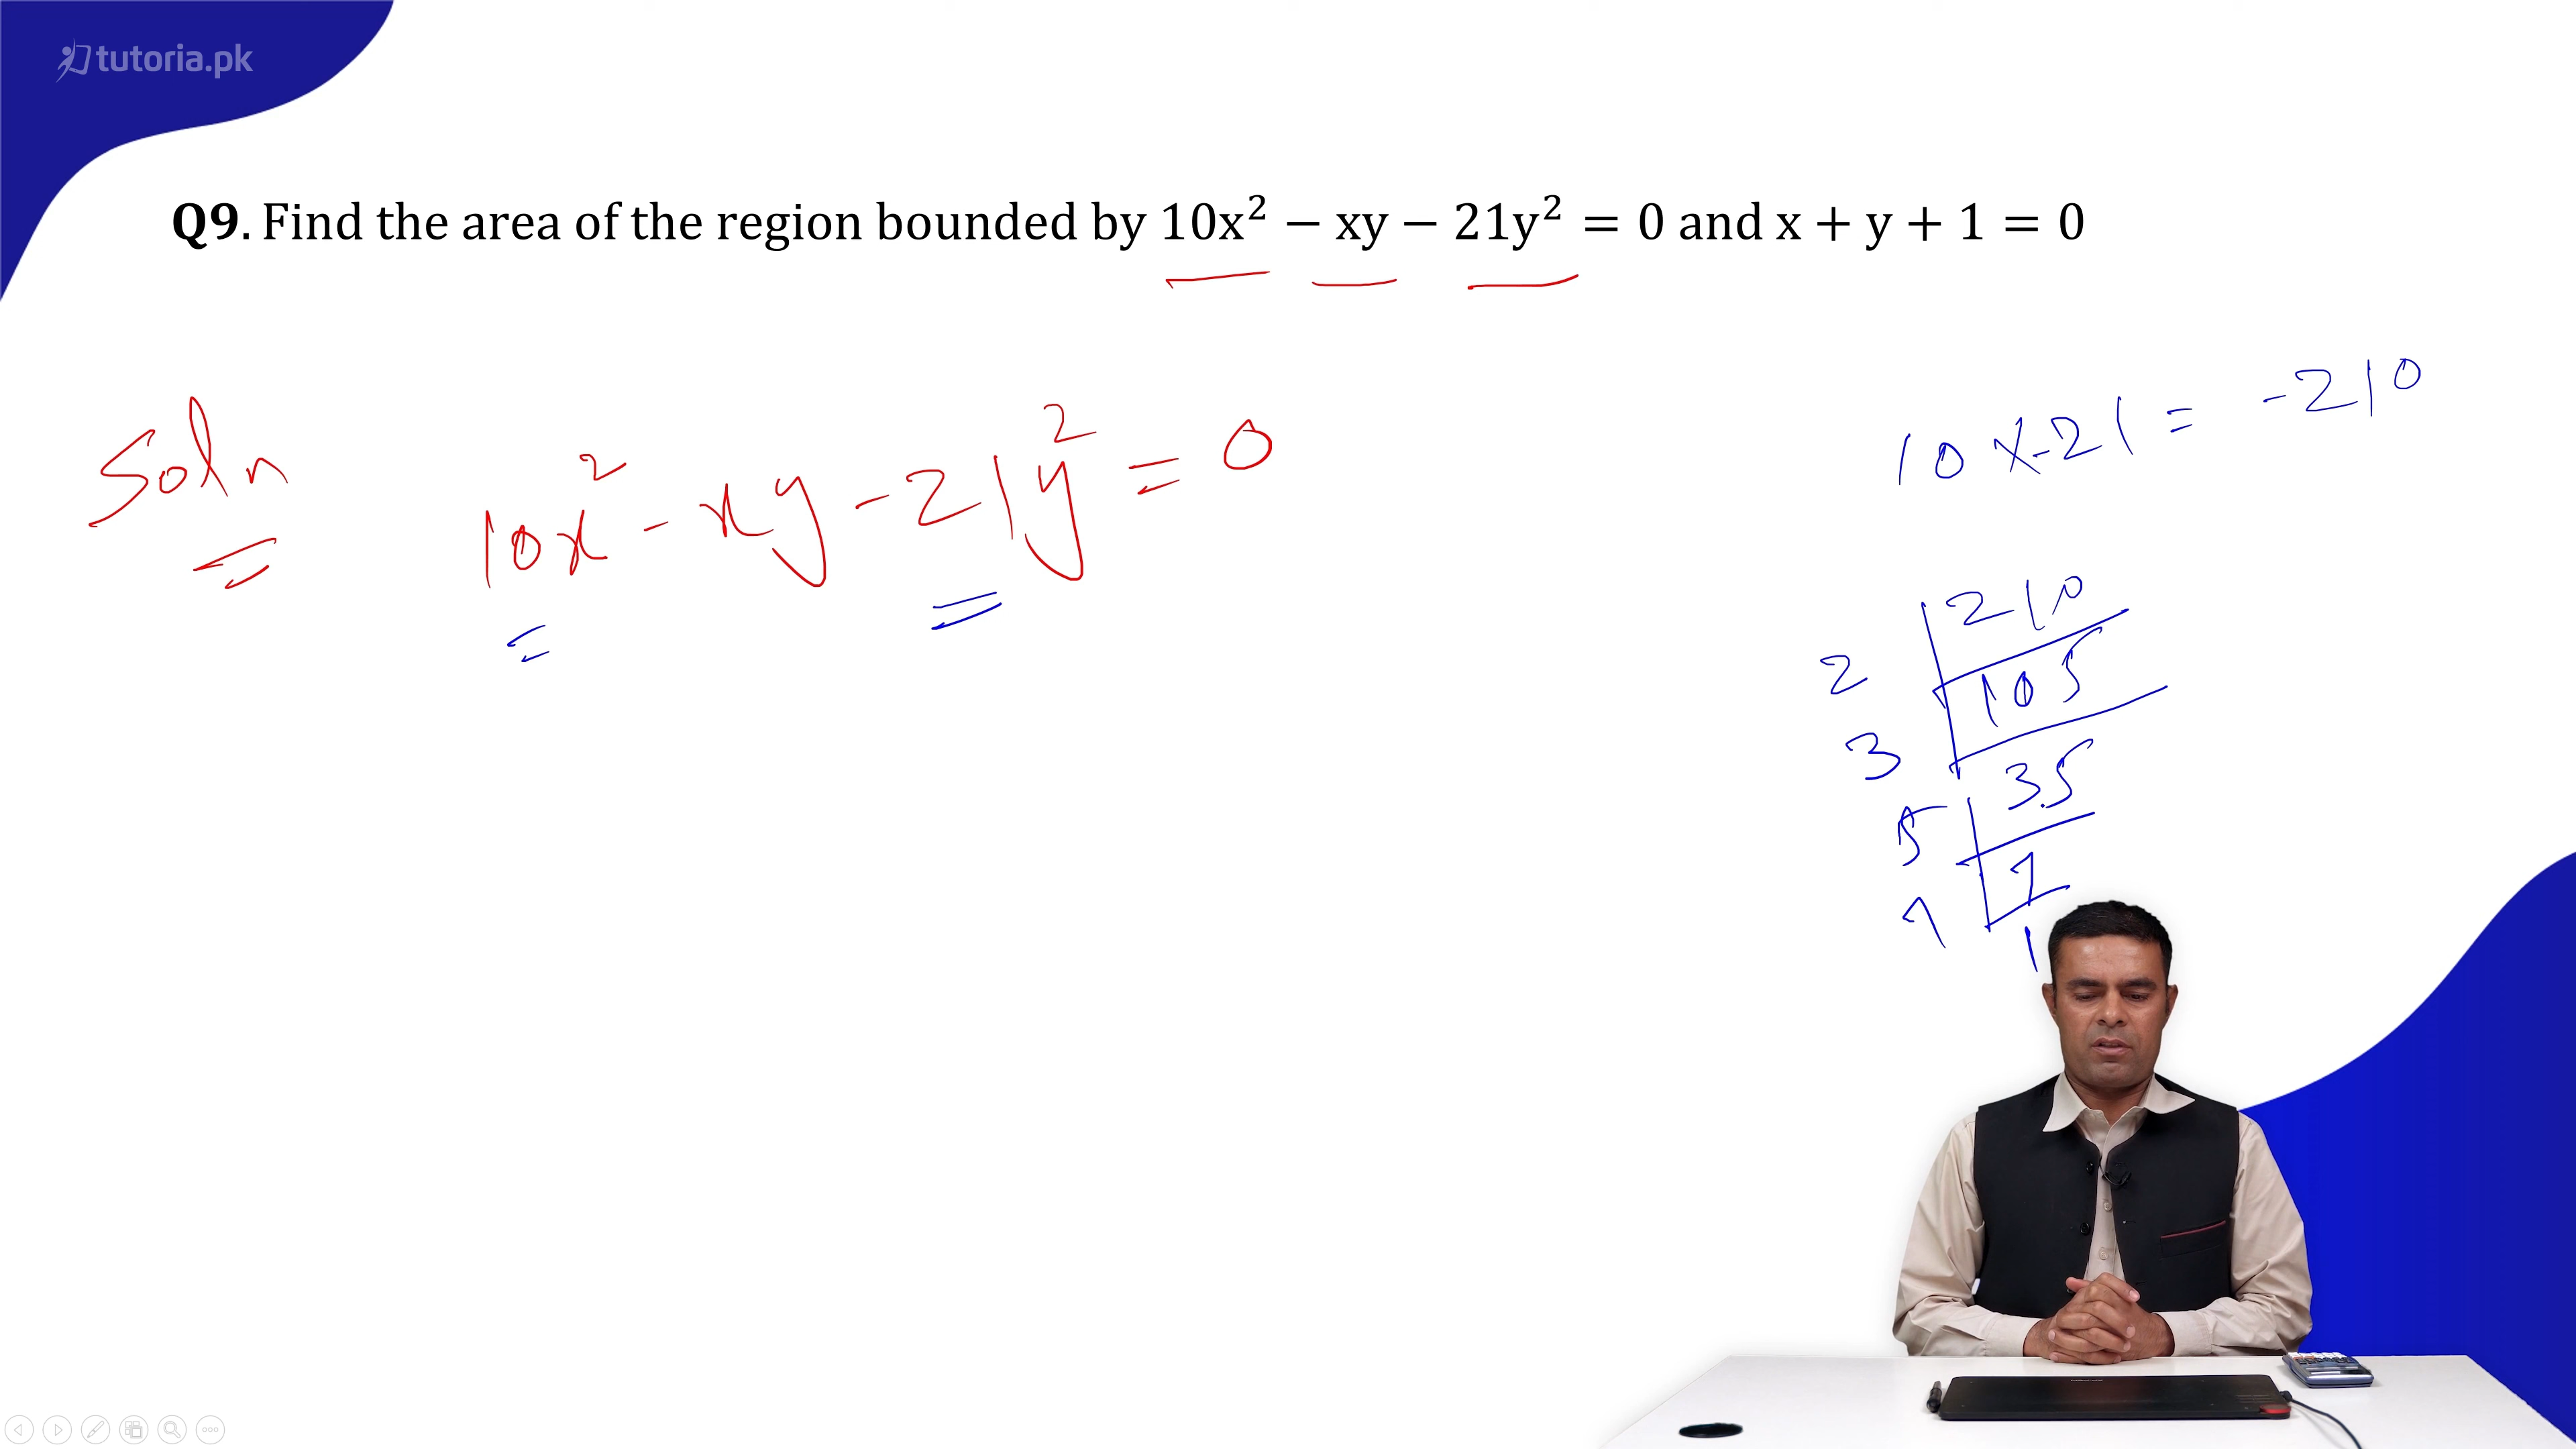 tutoria.pk
Q9. Find the area of the region bounded by 10x² − xy − 21y² = 0 and x + y + 1 = 0
Soln
10x² - xy - 21y² = 0
10 x -21 = -210
210
2 105
3 35
5 7
7 1